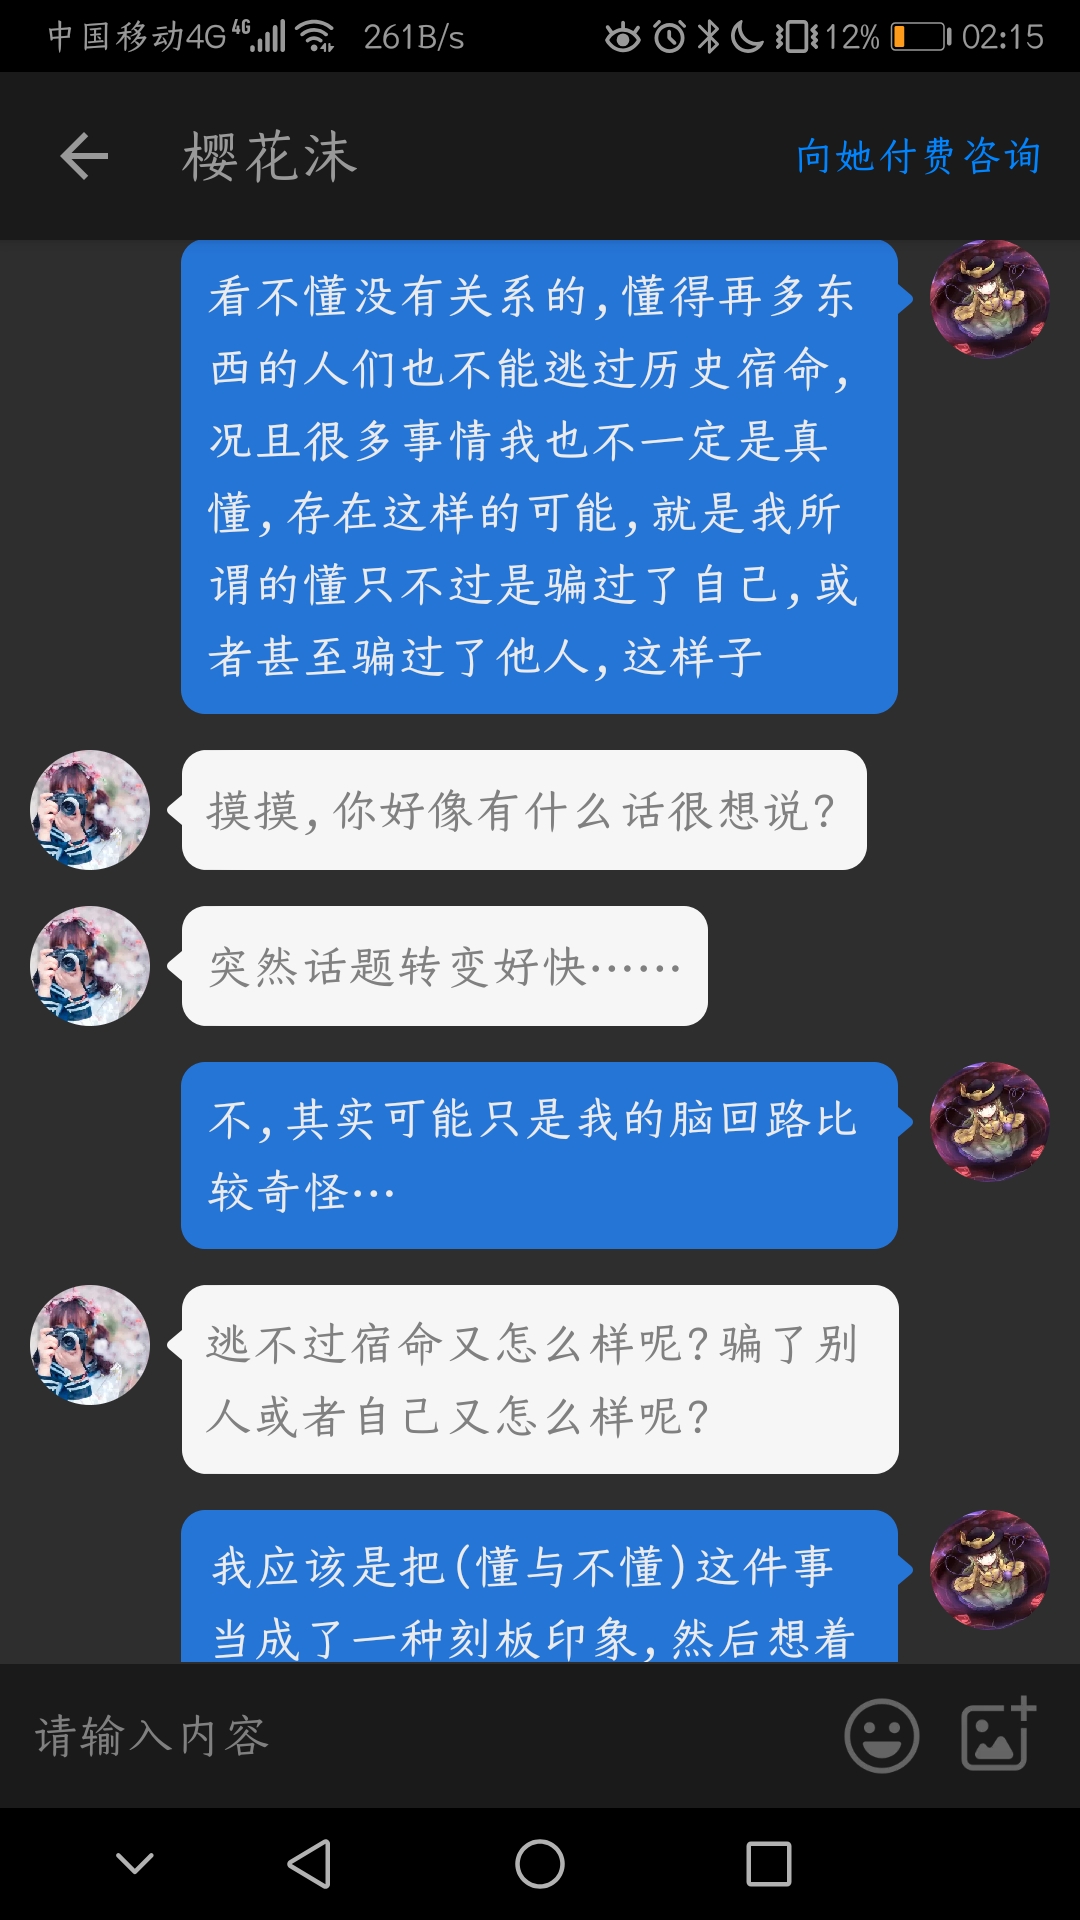 中国移动4G 4G 261B/s 12% 02:15
樱花沫 向她付费咨询
看不懂没有关系的,懂得再多东
西的人们也不能逃过历史宿命,
况且很多事情我也不一定是真
懂,存在这样的可能,就是我所
谓的懂只不过是骗过了自己,或
者甚至骗过了他人,这样子
摸摸,你好像有什么话很想说?
突然话题转变好快……
不,其实可能只是我的脑回路比
较奇怪…
逃不过宿命又怎么样呢?骗了别
人或者自己又怎么样呢?
我应该是把(懂与不懂)这件事
当成了一种刻板印象,然后想着
请输入内容